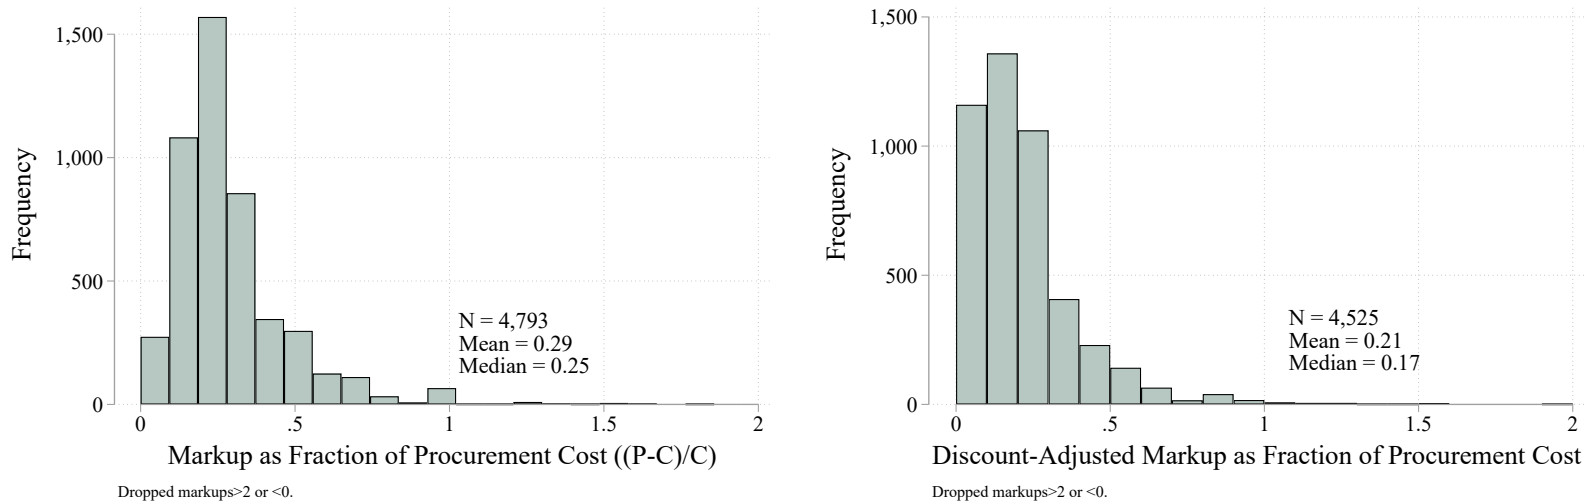 Frequency
1,500
1,000
500
0
N = 4,793
Mean = 0.29
Median = 0.25
0 .5 1 1.5 2
Markup as Fraction of Procurement Cost ((P-C)/C)
Dropped markups>2 or <0.
Frequency
1,500
1,000
500
0
N = 4,525
Mean = 0.21
Median = 0.17
0 .5 1 1.5 2
Discount-Adjusted Markup as Fraction of Procurement Cost
Dropped markups>2 or <0.